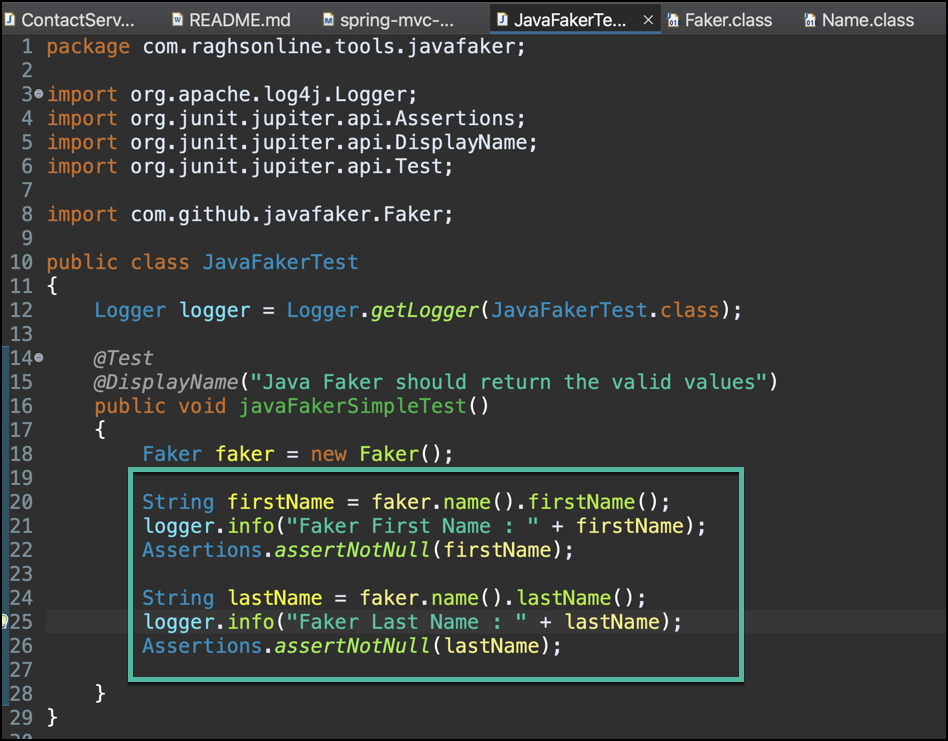 ContactServ... README.md spring-mvc-... JavaFakerTe... × Faker.class Name.class
1 package com.raghsonline.tools.javafaker;
2
3 import org.apache.log4j.Logger;
4 import org.junit.jupiter.api.Assertions;
5 import org.junit.jupiter.api.DisplayName;
6 import org.junit.jupiter.api.Test;
7
8 import com.github.javafaker.Faker;
9
10 public class JavaFakerTest
11 {
12 Logger logger = Logger.getLogger(JavaFakerTest.class);
13
14 @Test
15 @DisplayName("Java Faker should return the valid values")
16 public void javaFakerSimpleTest()
17 {
18 Faker faker = new Faker();
19
20 String firstName = faker.name().firstName();
21 logger.info("Faker First Name : " + firstName);
22 Assertions.assertNotNull(firstName);
23
24 String lastName = faker.name().lastName();
25 logger.info("Faker Last Name : " + lastName);
26 Assertions.assertNotNull(lastName);
27
28 }
29 }